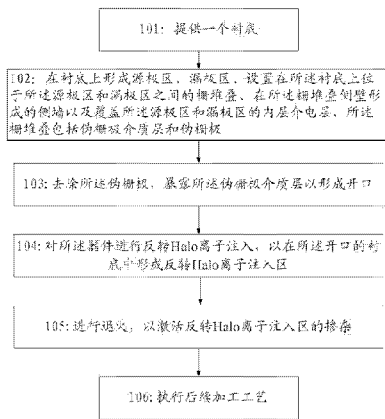 101: 提供一个衬底
102: 在衬底上形成源极区、漏极区、设置在所述衬底上位
于所述源极区和漏极区之间的栅堆叠、在所述栅堆叠侧壁形
成的侧墙以及覆盖所述源极区和漏极区的内层介电层，所述
栅堆叠包括伪栅极介质层和伪栅极
103: 去除所述伪栅极，暴露所述伪栅极介质层以形成开口
104: 对所述器件进行反转Halo离子注入，以在所述开口的衬
底中形成反转Halo离子注入区
105: 进行退火，以激活反转Halo离子注入区的掺杂
106: 执行后续加工工艺